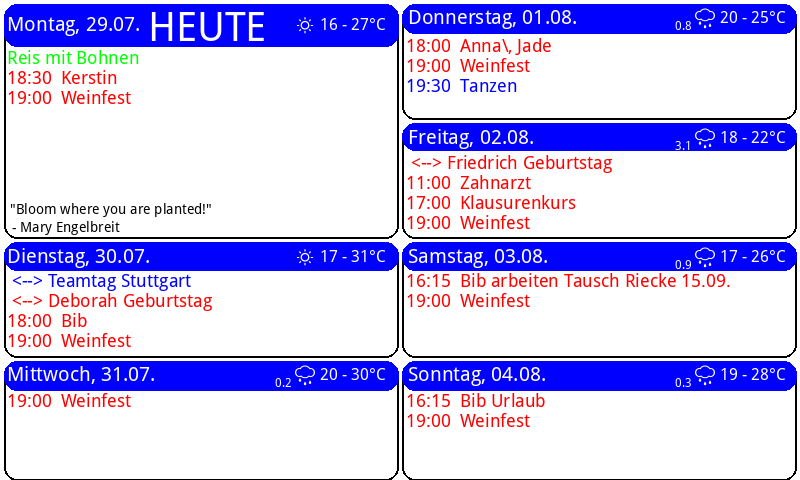 Montag, 29.07. HEUTE 16 - 27°C
Reis mit Bohnen
18:30 Kerstin
19:00 Weinfest
"Bloom where you are planted!"
- Mary Engelbreit
Dienstag, 30.07. 17 - 31°C
<--> Teamtag Stuttgart
<--> Deborah Geburtstag
18:00 Bib
19:00 Weinfest
Mittwoch, 31.07. 0.2 20 - 30°C
19:00 Weinfest
Donnerstag, 01.08. 0.8 20 - 25°C
18:00 Anna\, Jade
19:00 Weinfest
19:30 Tanzen
Freitag, 02.08. 3.1 18 - 22°C
<--> Friedrich Geburtstag
11:00 Zahnarzt
17:00 Klausurenkurs
19:00 Weinfest
Samstag, 03.08. 0.9 17 - 26°C
16:15 Bib arbeiten Tausch Riecke 15.09.
19:00 Weinfest
Sonntag, 04.08. 0.3 19 - 28°C
16:15 Bib Urlaub
19:00 Weinfest